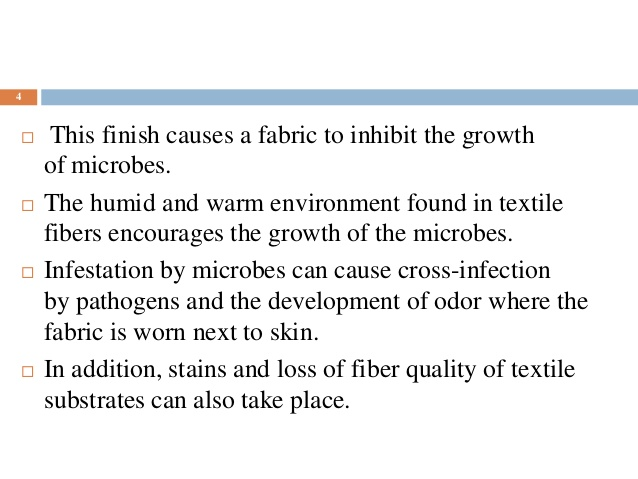 4
This finish causes a fabric to inhibit the growth
of microbes.
The humid and warm environment found in textile
fibers encourages the growth of the microbes.
Infestation by microbes can cause cross-infection
by pathogens and the development of odor where the
fabric is worn next to skin.
In addition, stains and loss of fiber quality of textile
substrates can also take place.